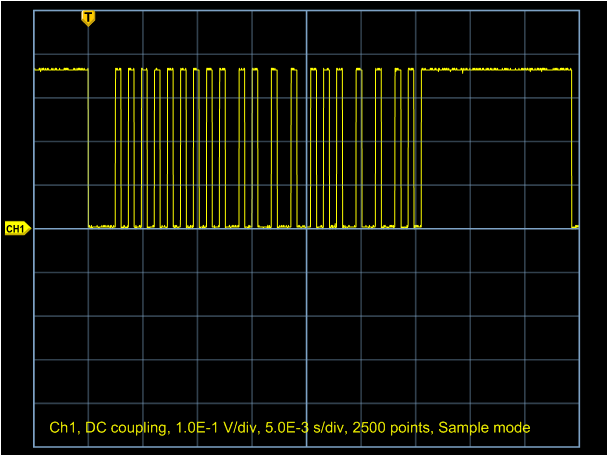 T
CH1
Ch1, DC coupling, 1.0E-1 V/div, 5.0E-3 s/div, 2500 points, Sample mode